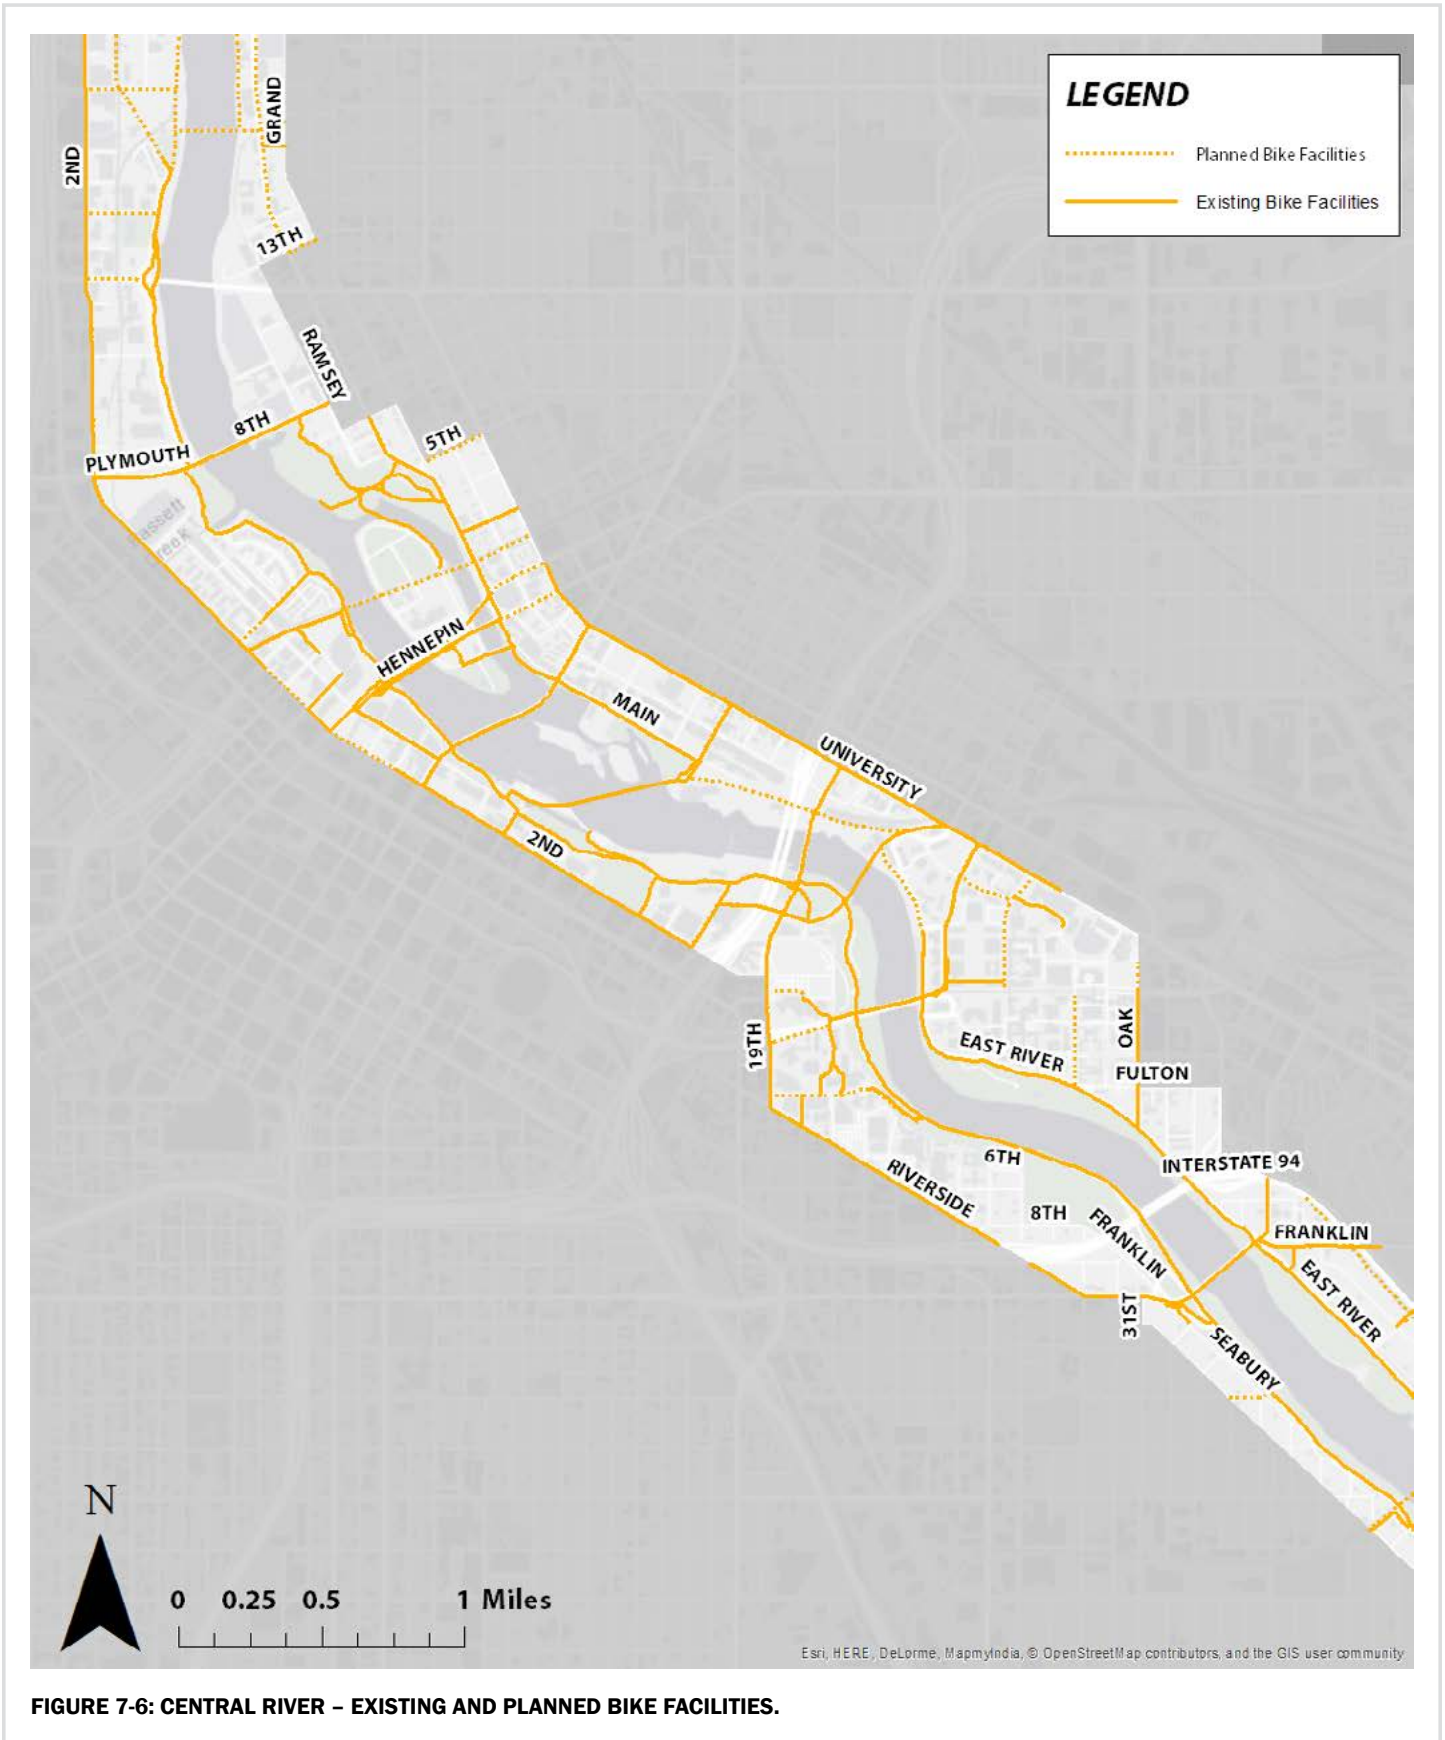 LEGEND
Planned Bike Facilities
Existing Bike Facilities
GRAND
2ND
13TH
RAMSEY
8TH
5TH
PLYMOUTH
Bassett
Creek
HENNEPIN
MAIN
UNIVERSITY
2ND
19TH
EAST RIVER
OAK
FULTON
INTERSTATE 94
6TH
RIVERSIDE
8TH
FRANKLIN
FRANKLIN
EAST RIVER
31ST
SEABURY
N
0 0.25 0.5 1 Miles
Esri, HERE, DeLorme, MapmyIndia, © OpenStreetMap contributors, and the GIS user community
FIGURE 7-6: CENTRAL RIVER – EXISTING AND PLANNED BIKE FACILITIES.